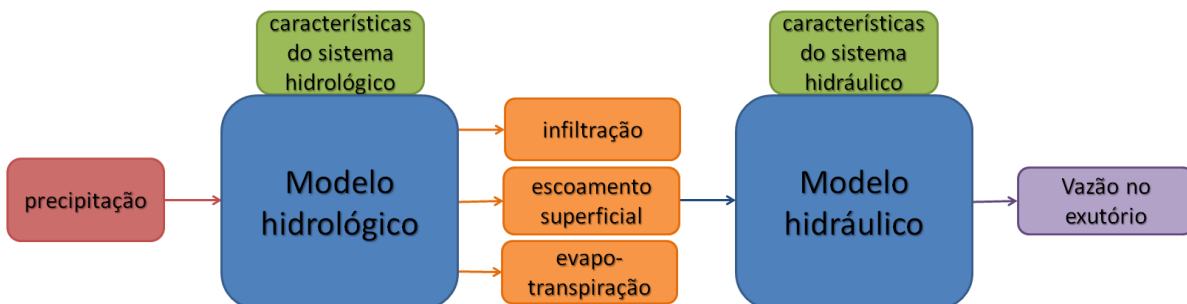 características
do sistema
hidrológico
características
do sistema
hidráulico
precipitação
Modelo
hidrológico
infiltração
escoamento
superficial
evapo-
transpiração
Modelo
hidráulico
Vazão no
exutório